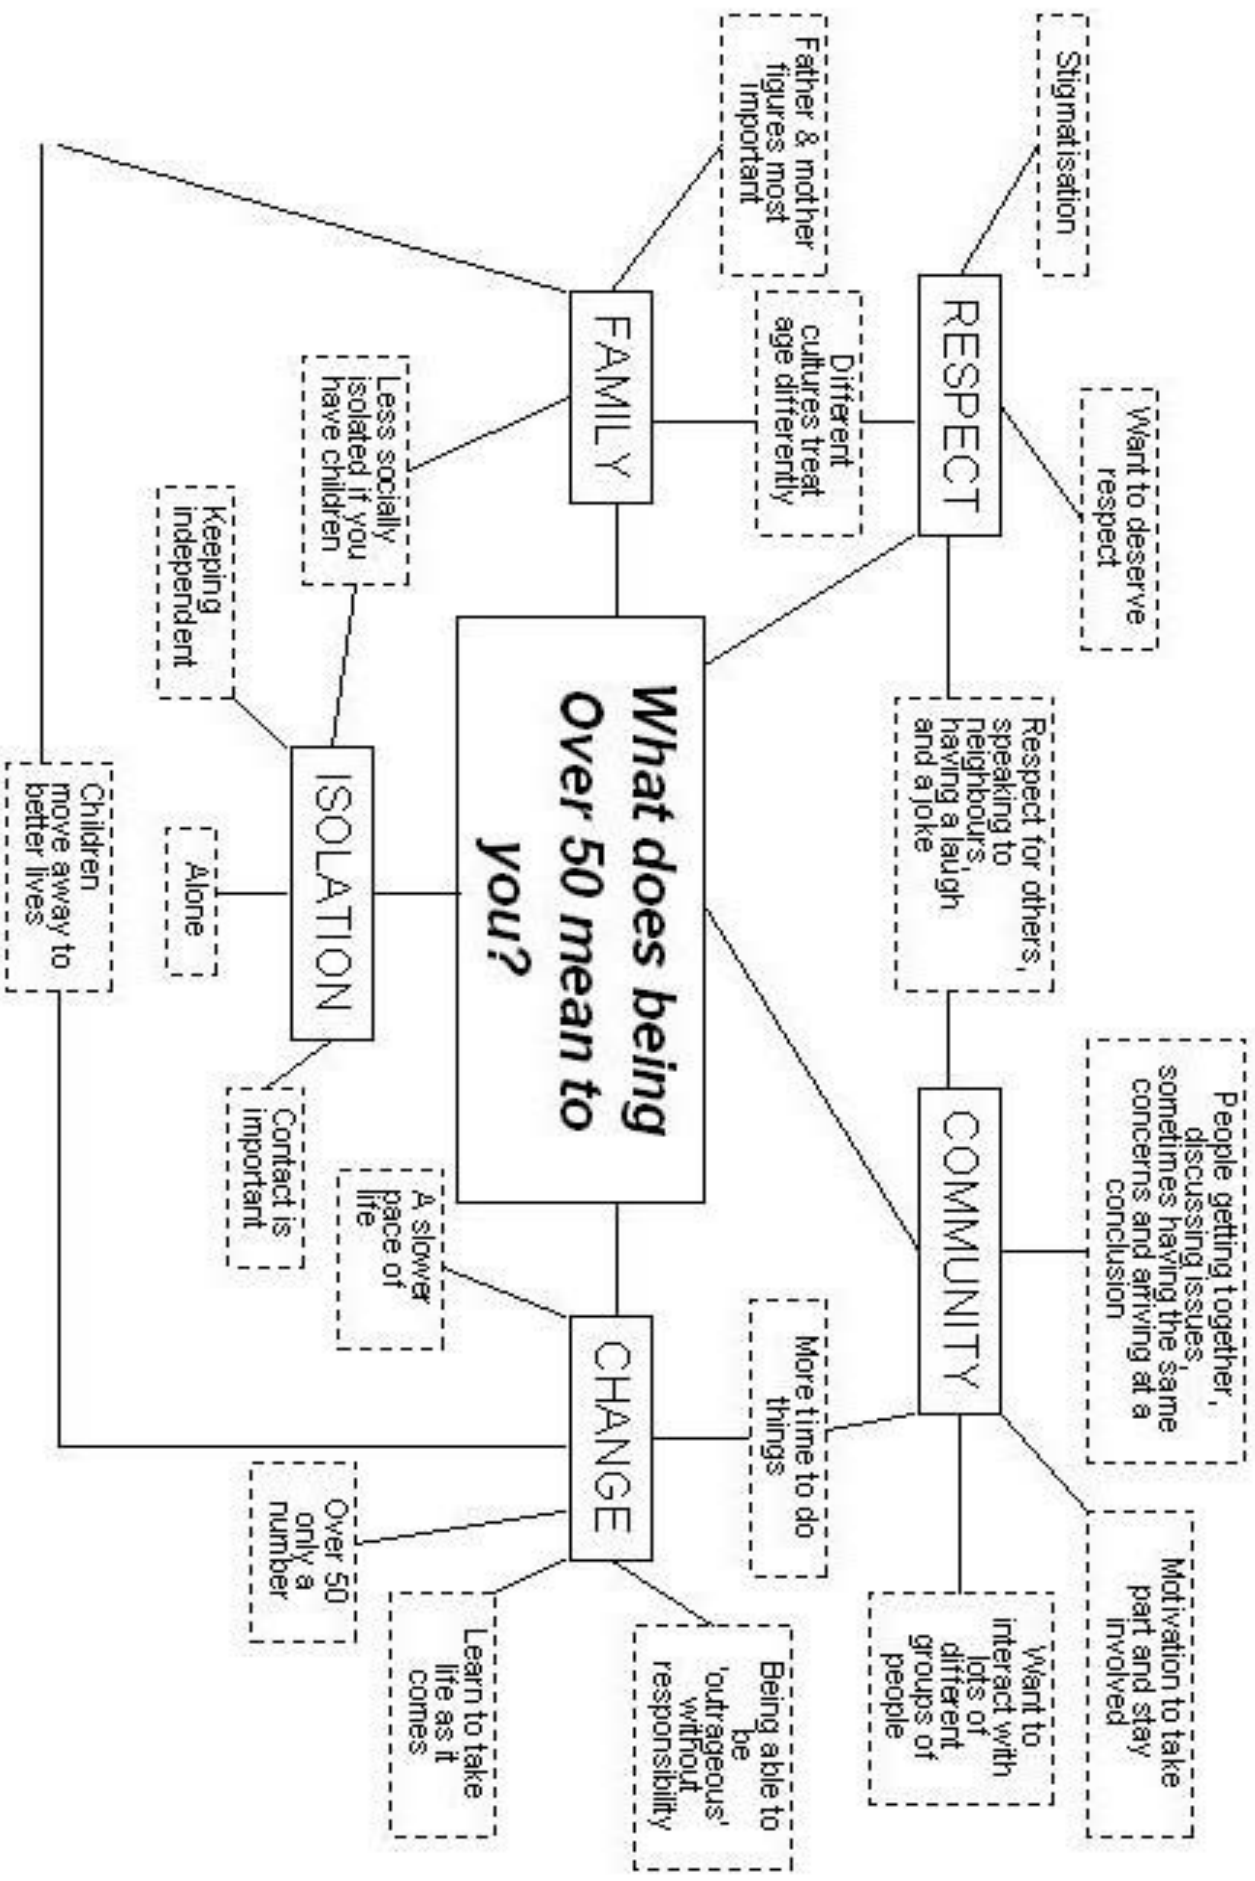 People getting together,
discussing issues,
sometimes having the same
concerns and arriving at a
conclusion
Motivation to take
part and stay
involved
Want to deserve
respect
Stigmatisation
Respect for others,
speaking to
neighbours,
having a laugh
and a joke
Want to
interact with
lots of
different
groups of
people
RESPECT
COMMUNITY
Different
cultures treat
age differently
Father & mother
figures most
important
More time to do
things
Being able to
be
'outrageous'
without
responsibility
What does being
Over 50 mean to
you?
FAMILY
CHANGE
Less socially
isolated if you
have children
A slower
pace of
life
Learn to take
life as it
comes
ISOLATION
Over 50
only a
number
Keeping
independent
Alone
Contact is
important
Children
move away to
better lives